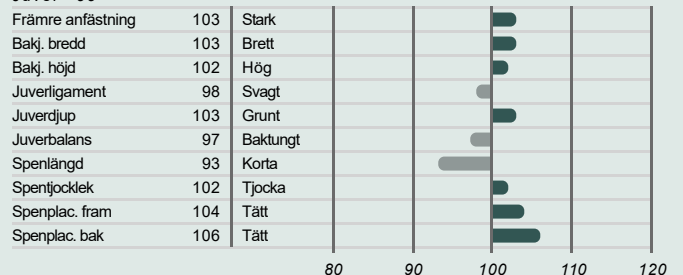 Främre anfästning 103 Stark
Bakj. bredd 103 Brett
Bakj. höjd 102 Hög
Juverligament 98 Svagt
Juverdjup 103 Grunt
Juverbalans 97 Baktungt
Spenlängd 93 Korta
Spentjocklek 102 Tjocka
Spenplac. fram 104 Tätt
Spenplac. bak 106 Tätt
80 90 100 110 120